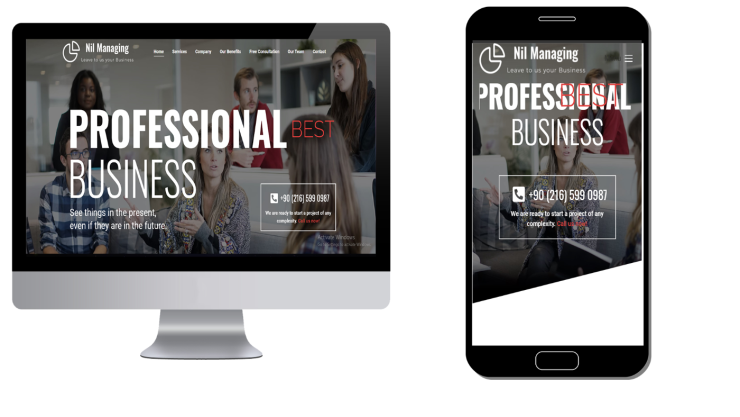 Nil Managing
Leave to us your Business
Home Services Company Our Benefits Free Consultation Our Team Contact
PROFESSIONAL BEST
BUSINESS
See things in the present,
even if they are in the future.
+90 (216) 599 0987
We are ready to start a project of any
complexity. Call us now!
Nil Managing
Leave to us your Business
PROFESSIONAL
BEST
BUSINESS
+90 (216) 599 0987
We are ready to start a project of any
complexity. Call us now!